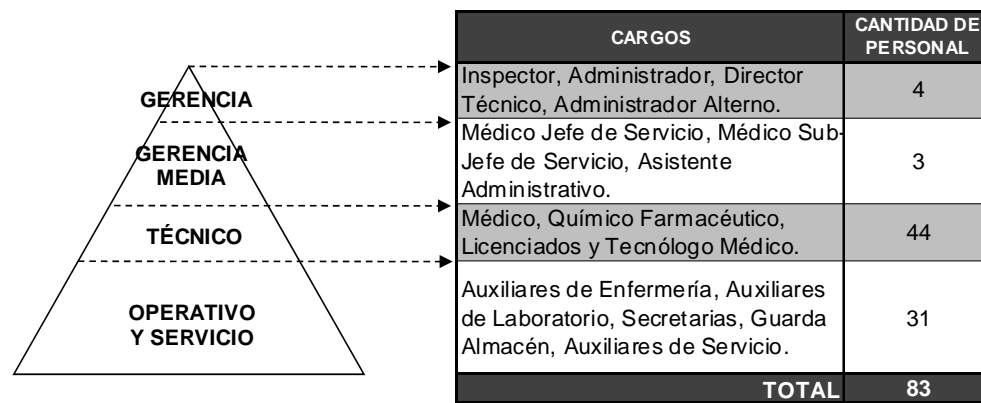 GERENCIA
GERENCIA
MEDIA
TÉCNICO
OPERATIVO
Y SERVICIO
CARGOS
CANTIDAD DE
PERSONAL
Inspector, Administrador, Director
Técnico, Administrador Alterno.
4
Médico Jefe de Servicio, Médico Sub-
Jefe de Servicio, Asistente
Administrativo.
3
Médico, Químico Farmacéutico,
Licenciados y Tecnólogo Médico.
44
Auxiliares de Enfermería, Auxiliares
de Laboratorio, Secretarias, Guarda
Almacén, Auxiliares de Servicio.
31
TOTAL
83